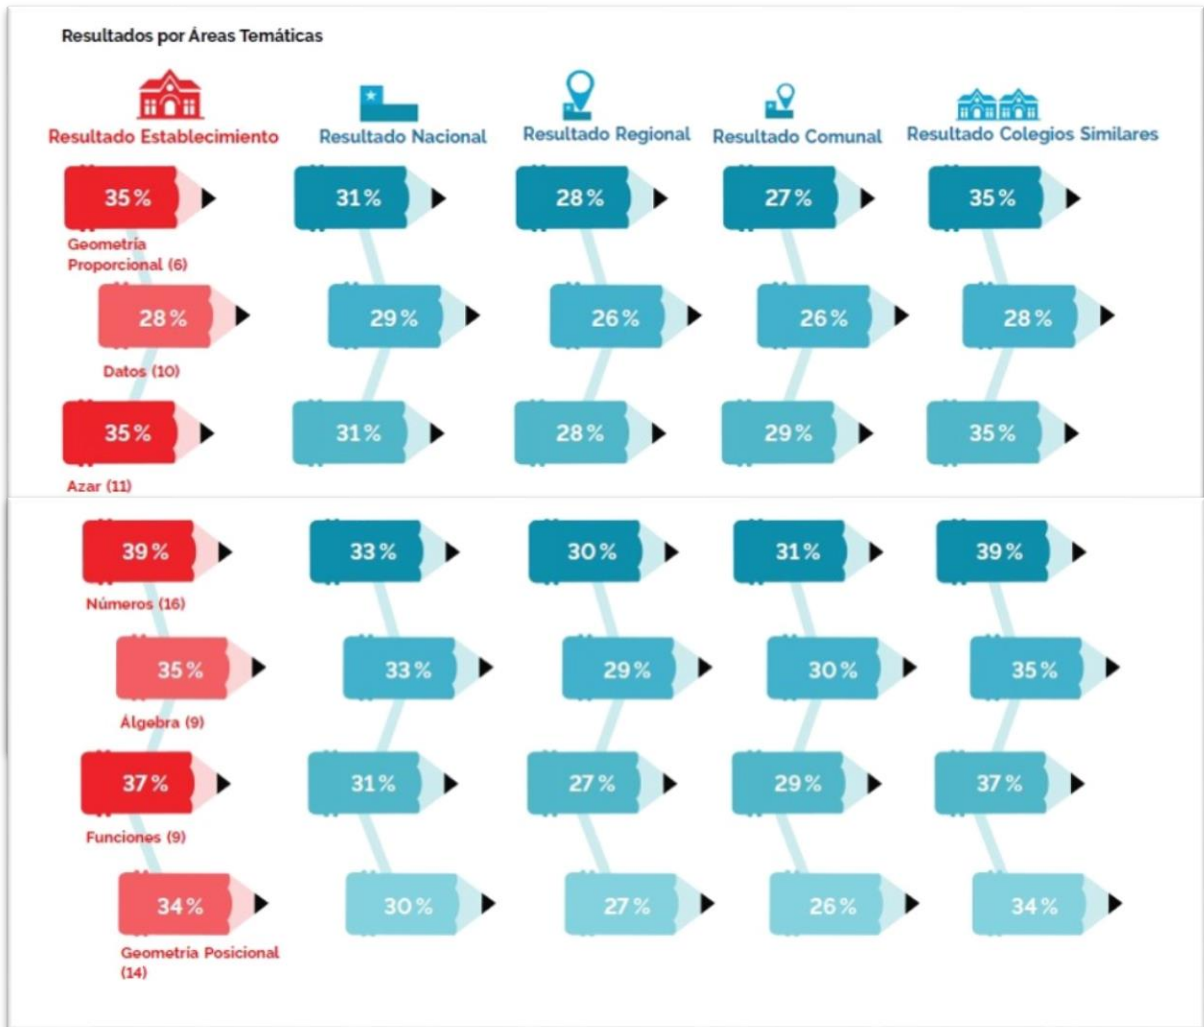 Resultados por Áreas Temáticas
Resultado Establecimiento
Resultado Nacional
Resultado Regional
Resultado Comunal
Resultado Colegios Similares
35%
31%
28%
27%
35%
Geometría
Proporcional (6)
28%
29%
26%
26%
28%
Datos (10)
35%
31%
28%
29%
35%
Azar (11)
39%
33%
30%
31%
39%
Números (16)
35%
33%
29%
30%
35%
Álgebra (9)
37%
31%
27%
29%
37%
Funciones (9)
34%
30%
27%
26%
34%
Geometría Posicional
(14)